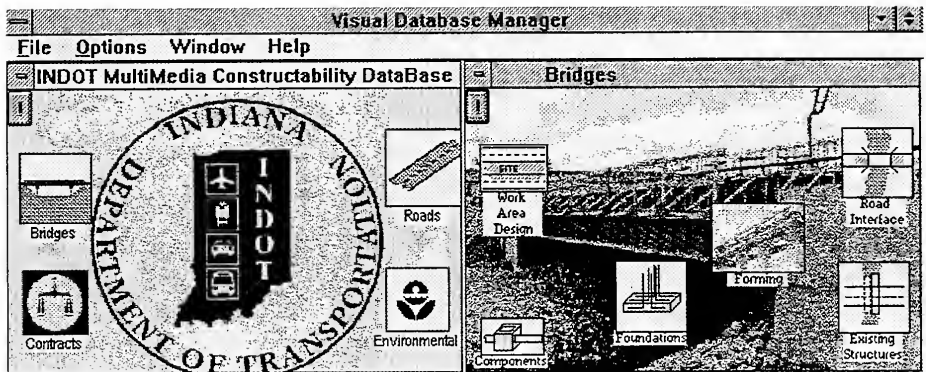 Visual Database Manager
File Options Window Help
INDOT MultiMedia Constructability DataBase
Bridges
INDIANA
DEPARTMENT OF TRANSPORTATION
INDOT
Bridges
Roads
Contracts
Environmental
SITE
Work
Area
Design
Road
Interface
Forming
Foundations
Components
Existing
Structures